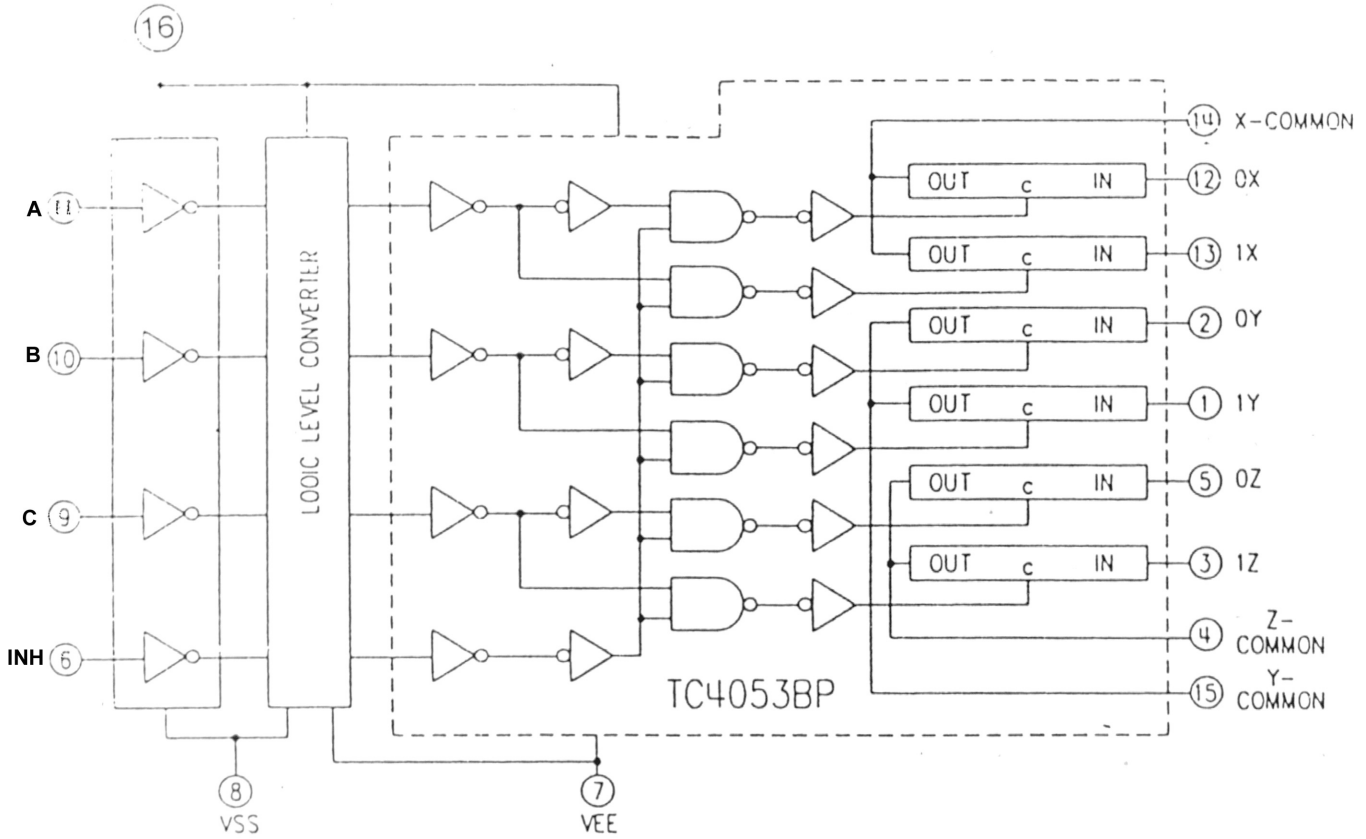 16
14 X-COMMON
OUT C IN 12 0X
A 11
OUT C IN 13 1X
OUT C IN 2 0Y
B 10
OUT C IN 1 1Y
LOOIC LEVEL CONVERTER
OUT C IN 5 0Z
C 9
OUT C IN 3 1Z
4 Z-
COMMON
INH 6
TC4053BP
15 Y-
COMMON
8
VSS
7
VEE